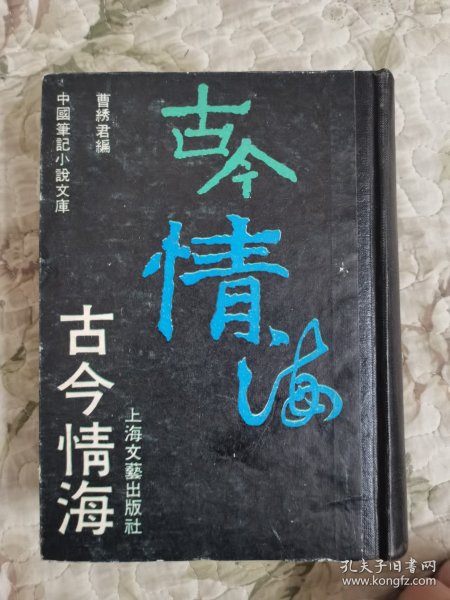 古今
情
海
曹綉君編
中國筆記小說文庫
古今情海
上海文藝出版社
孔夫子旧书网
www.kongfz.com